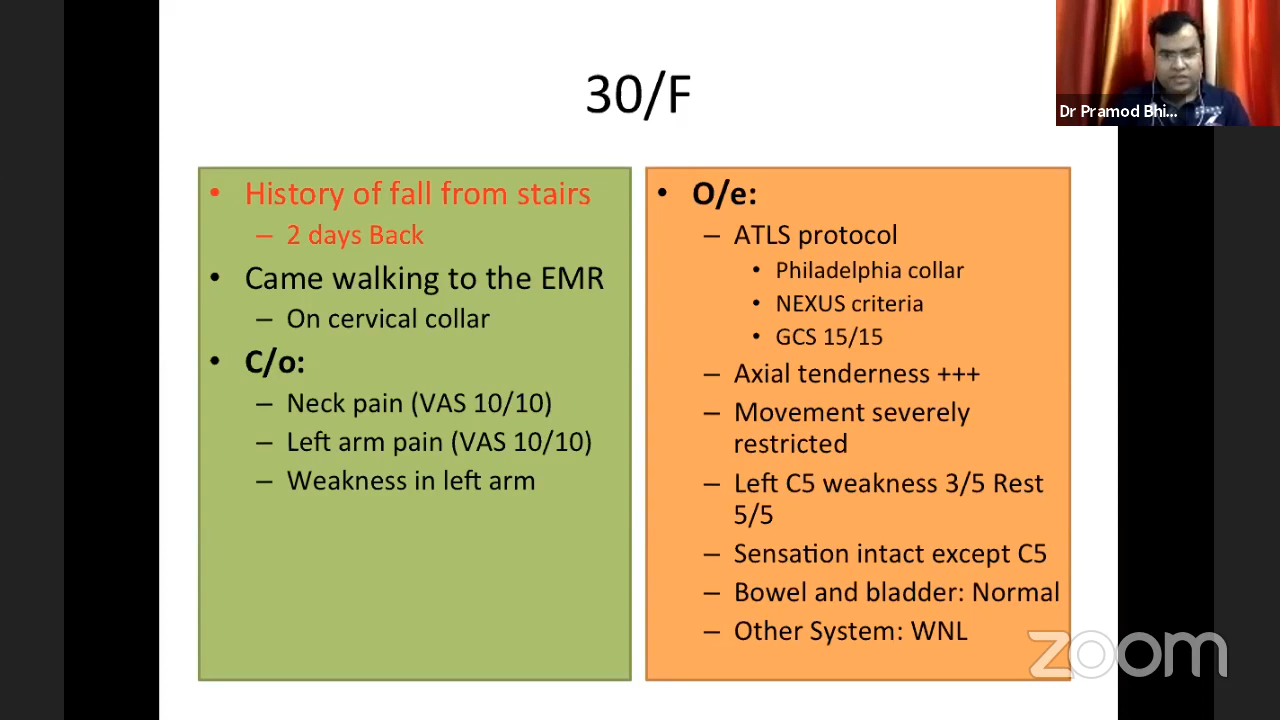 30/F
Dr Pramod Bhi...
• History of fall from stairs
– 2 days Back
• Came walking to the EMR
– On cervical collar
• C/o:
– Neck pain (VAS 10/10)
– Left arm pain (VAS 10/10)
– Weakness in left arm
• O/e:
– ATLS protocol
• Philadelphia collar
• NEXUS criteria
• GCS 15/15
– Axial tenderness +++
– Movement severely
restricted
– Left C5 weakness 3/5 Rest
5/5
– Sensation intact except C5
– Bowel and bladder: Normal
– Other System: WNL
zoom